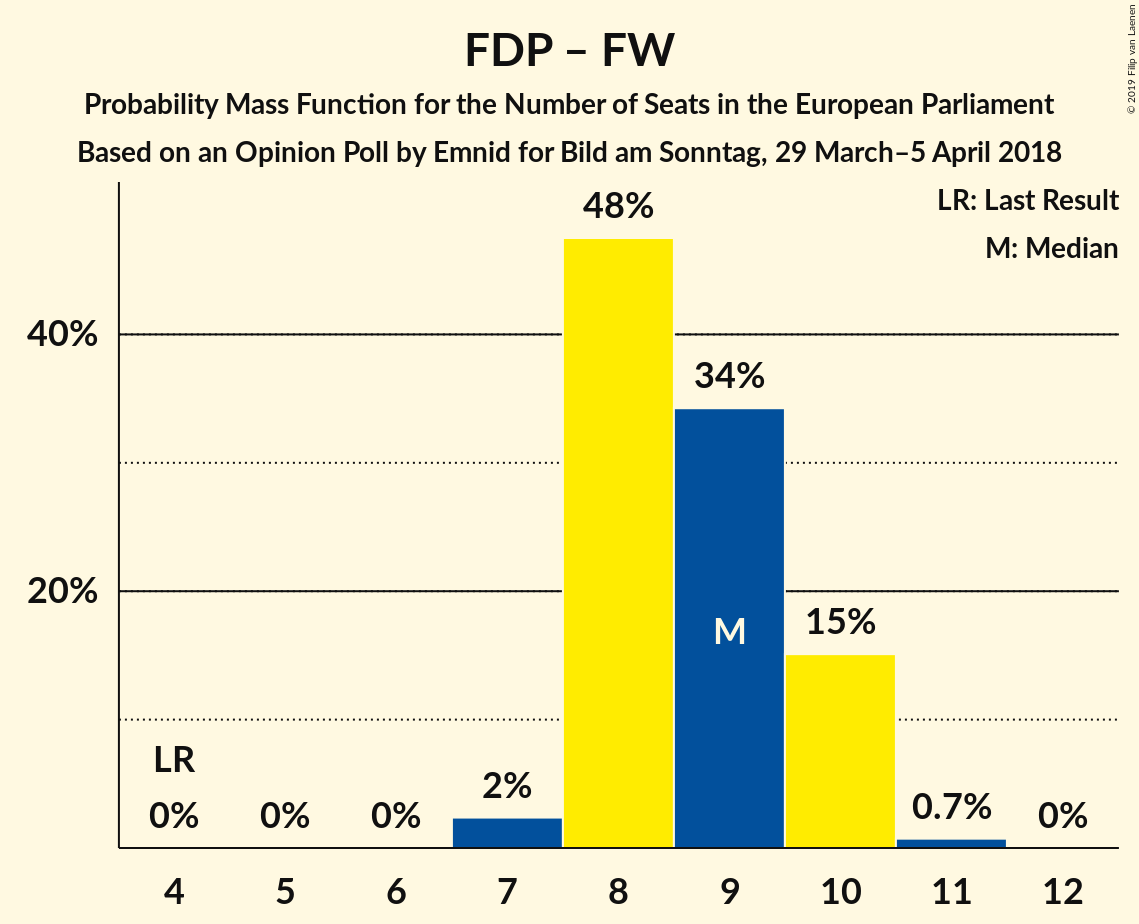 FDP – FW
Probability Mass Function for the Number of Seats in the European Parliament
Based on an Opinion Poll by Emnid for Bild am Sonntag, 29 March–5 April 2018
© 2019 Filip van Laenen
LR: Last Result
M: Median
48%
40%
34%
20%
M
15%
LR
0%
0%
0%
2%
0.7%
0%
4 5 6 7 8 9 10 11 12